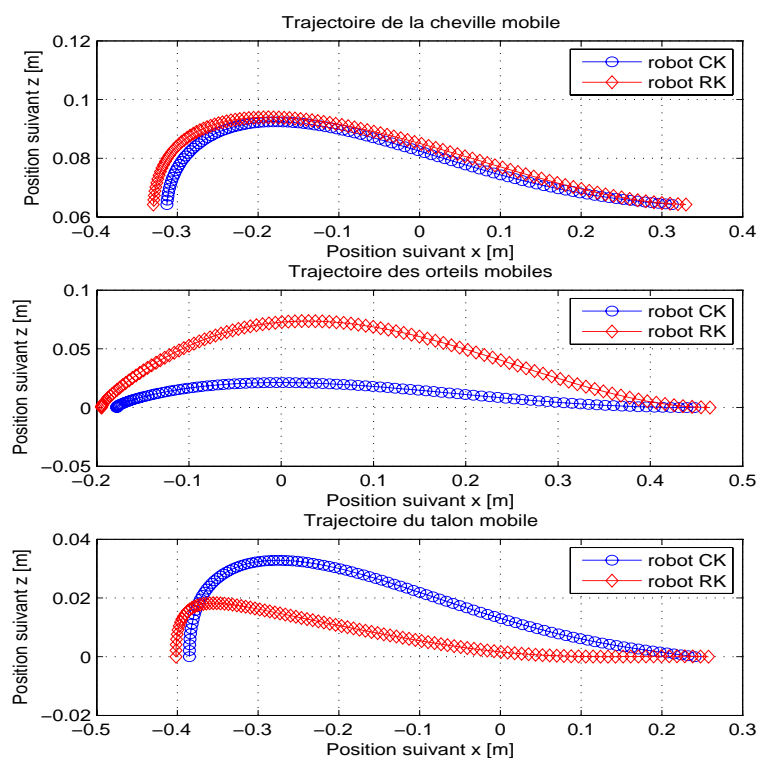 Trajectoire de la cheville mobile
0.12
0.1
0.08
0.06
Position suivant z [m]
robot CK
robot RK
−0.4 −0.3 −0.2 −0.1 0 0.1 0.2 0.3 0.4
Position suivant x [m]
Trajectoire des orteils mobiles
0.1
0.05
0
−0.05
Position suivant z [m]
robot CK
robot RK
−0.2 −0.1 0 0.1 0.2 0.3 0.4 0.5
Position suivant x [m]
Trajectoire du talon mobile
0.04
0.02
0
−0.02
Position suivant z [m]
robot CK
robot RK
−0.5 −0.4 −0.3 −0.2 −0.1 0 0.1 0.2 0.3
Position suivant x [m]